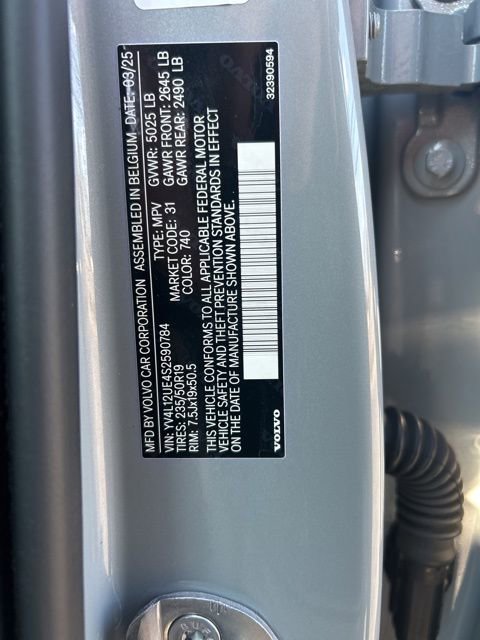 MFD BY VOLVO CAR CORPORATION ASSEMBLED IN BELGIUM DATE: 03/25
VIN: YV4L12UE4S2590784 TYPE: MPV GVWR: 5025 LB
TIRES: 235/50R19 MARKET CODE: 31 GAWR FRONT: 2645 LB
RIM: 7.5Jx19x50.5 COLOR: 740 GAWR REAR: 2490 LB
THIS VEHICLE CONFORMS TO ALL APPLICABLE FEDERAL MOTOR
VEHICLE SAFETY AND THEFT PREVENTION STANDARDS IN EFFECT
ON THE DATE OF MANUFACTURE SHOWN ABOVE.
VOLVO 32390594